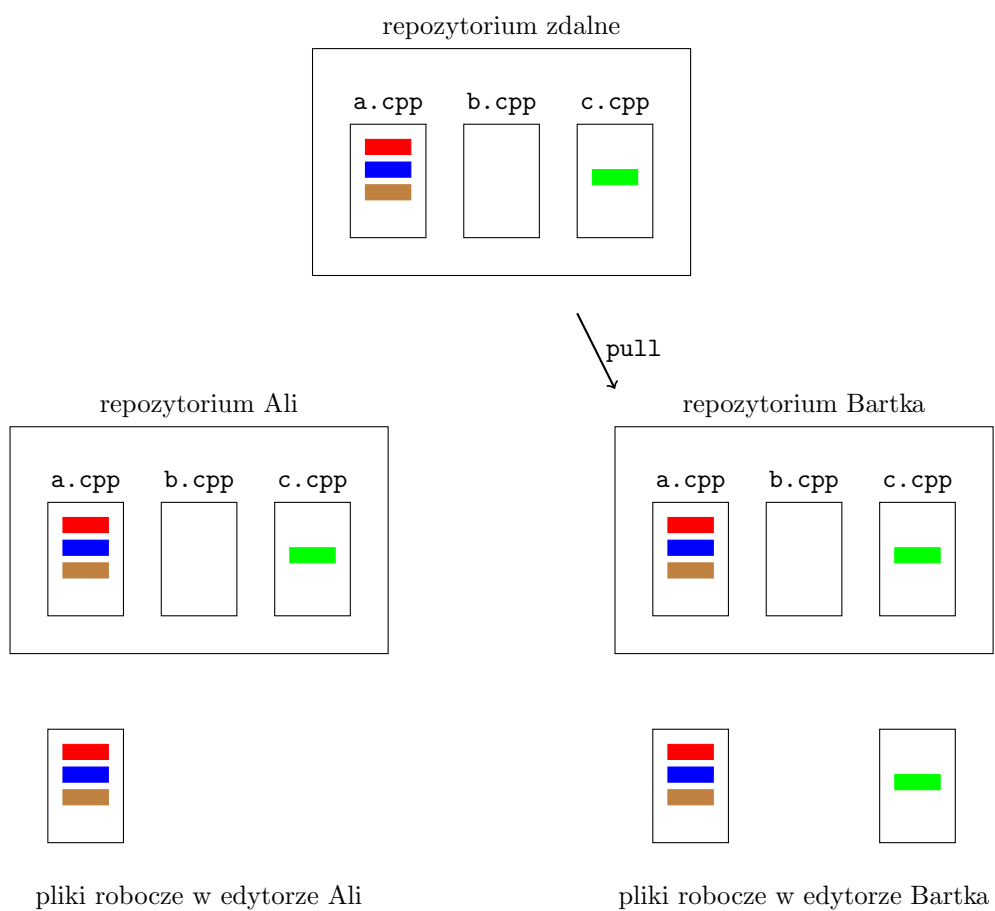 repozytorium zdalne
a.cpp b.cpp c.cpp
pull
repozytorium Ali
a.cpp b.cpp c.cpp
repozytorium Bartka
a.cpp b.cpp c.cpp
pliki robocze w edytorze Ali
pliki robocze w edytorze Bartka